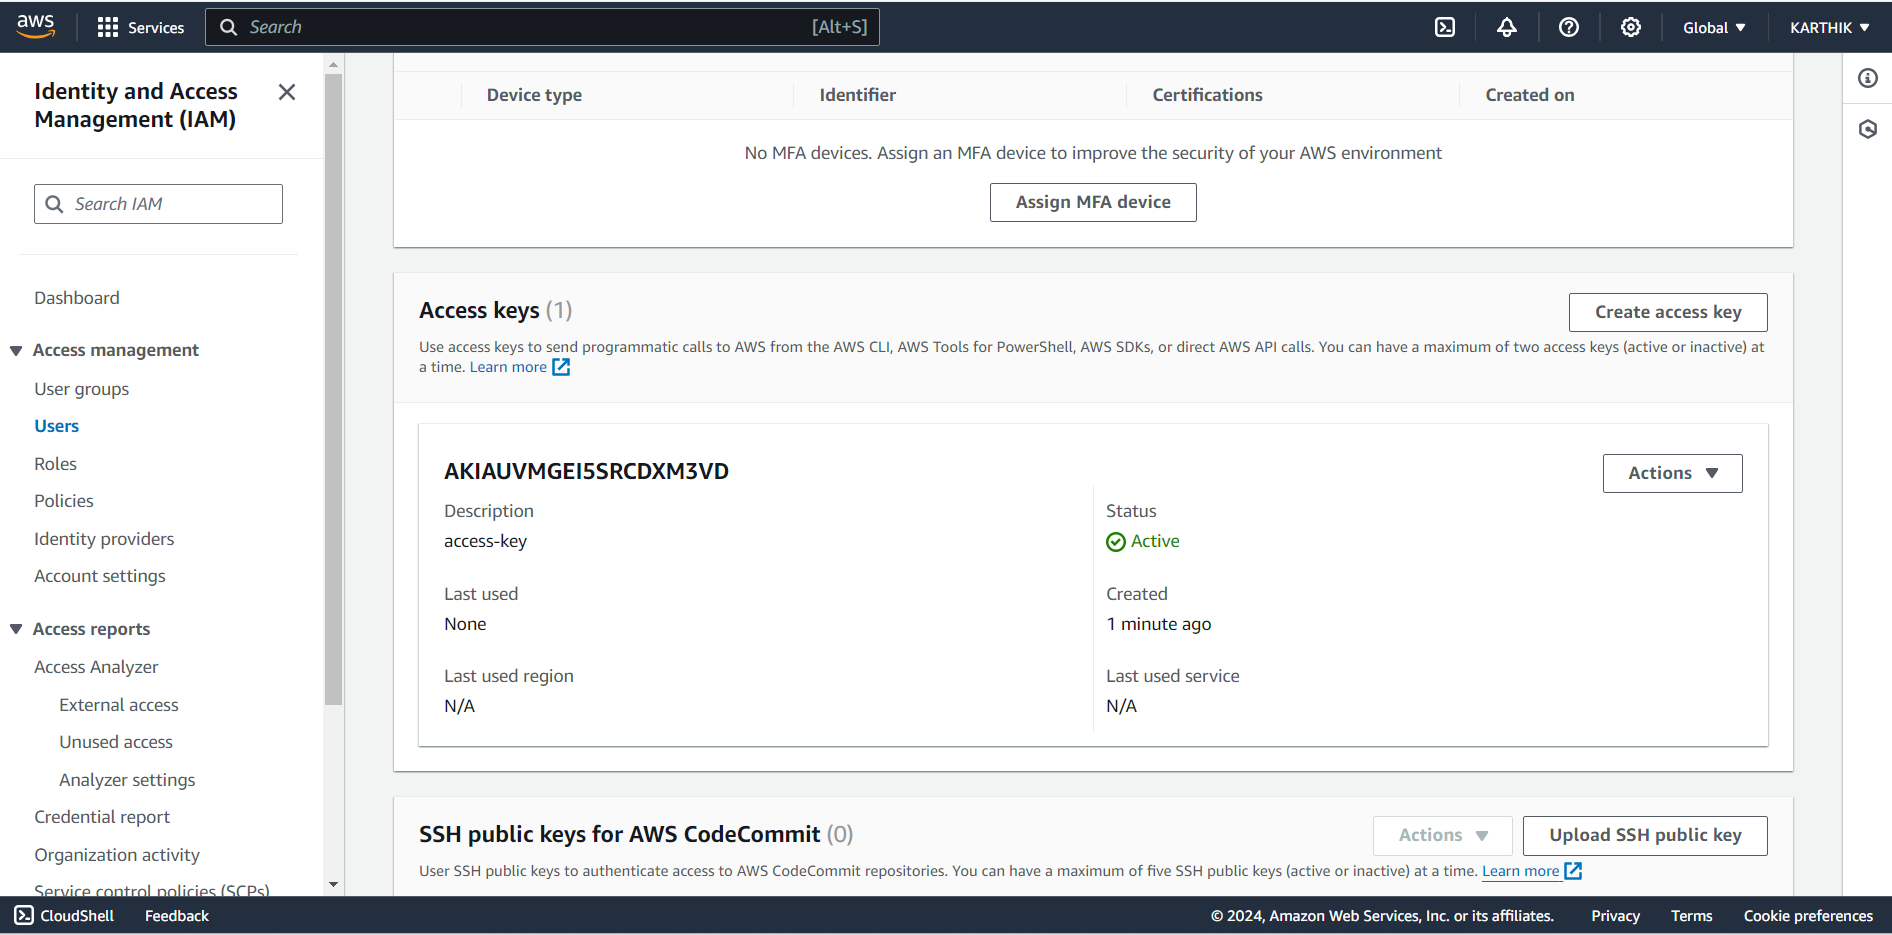 aws
Services
Search
[Alt+S]
Global
KARTHIK
Identity and Access
Management (IAM)
Search IAM
Dashboard
Access management
User groups
Users
Roles
Policies
Identity providers
Account settings
Access reports
Access Analyzer
External access
Unused access
Analyzer settings
Credential report
Organization activity
Service control policies (SCPs)
Device type
Identifier
Certifications
Created on
No MFA devices. Assign an MFA device to improve the security of your AWS environment
Assign MFA device
Access keys (1)
Create access key
Use access keys to send programmatic calls to AWS from the AWS CLI, AWS Tools for PowerShell, AWS SDKs, or direct AWS API calls. You can have a maximum of two access keys (active or inactive) at
a time. Learn more
AKIAUVMGEI5SRCDXM3VD
Actions
Description
access-key
Status
Active
Last used
None
Created
1 minute ago
Last used region
N/A
Last used service
N/A
SSH public keys for AWS CodeCommit (0)
Actions
Upload SSH public key
User SSH public keys to authenticate access to AWS CodeCommit repositories. You can have a maximum of five SSH public keys (active or inactive) at a time. Learn more
CloudShell
Feedback
© 2024, Amazon Web Services, Inc. or its affiliates.
Privacy
Terms
Cookie preferences